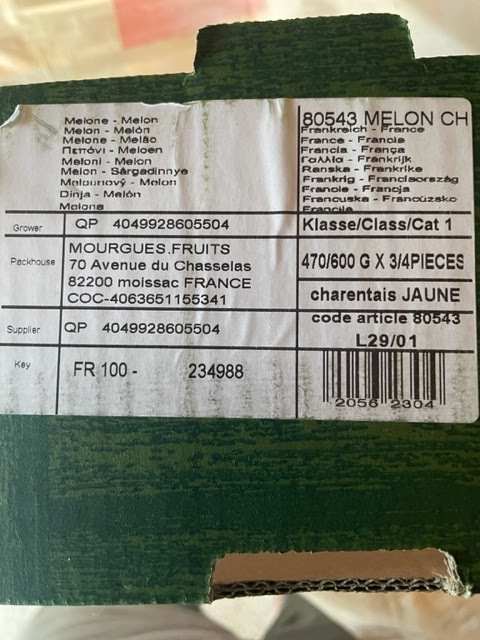 Melone - Melon
Melon - Melón
Melone - Melão
Πεπόνι - Meloen
Meloni - Melon
Melon - Sārgadinnye
Melounový - Melon
Dinja - Melón
Melona
80543 MELON CH
Frankreich - France
France - Francia
Francia - França
Γαλλία - Frankrijk
Ranska - Frankrike
Frankrig - Franciaország
Francie - Francja
Francuska - Francúzsko
Francija
Grower
QP 4049928605504
Klasse/Class/Cat 1
Packhouse
MOURGUES.FRUITS
70 Avenue du Chasselas
82200 moissac FRANCE
COC-4063651155341
470/600 G X 3/4PIECES
charentais JAUNE
Supplier
QP 4049928605504
code article 80543
L29/01
Key
FR 100 - 234988
2056 2304